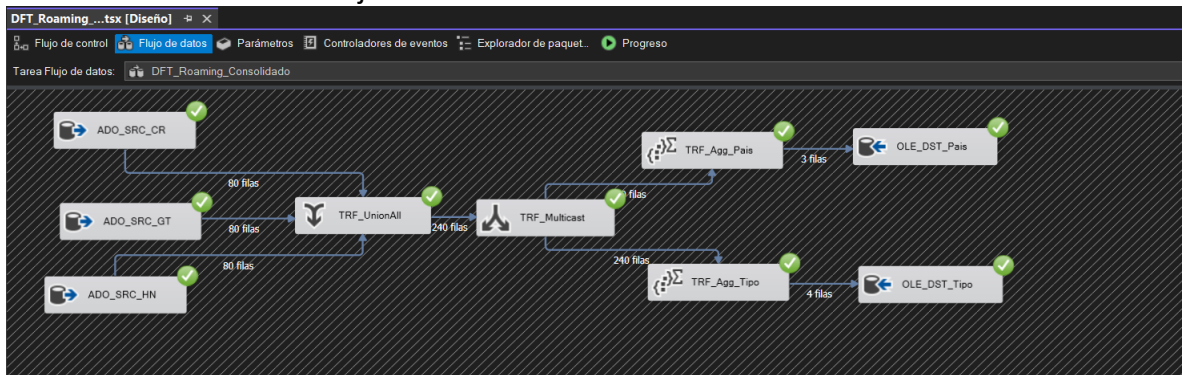 DFT_Roaming_...tsx [Diseño]
Flujo de control Flujo de datos Parámetros Controladores de eventos Explorador de paquet... Progreso
Tarea Flujo de datos: DFT_Roaming_Consolidado
ADO_SRC_CR
TRF_Agg_Pais
3 filas
OLE_DST_Pais
80 filas
filas
ADO_SRC_GT
80 filas
TRF_UnionAll
240 filas
TRF_Multicast
80 filas
240 filas
ADO_SRC_HN
TRF_Agg_Tipo
4 filas
OLE_DST_Tipo